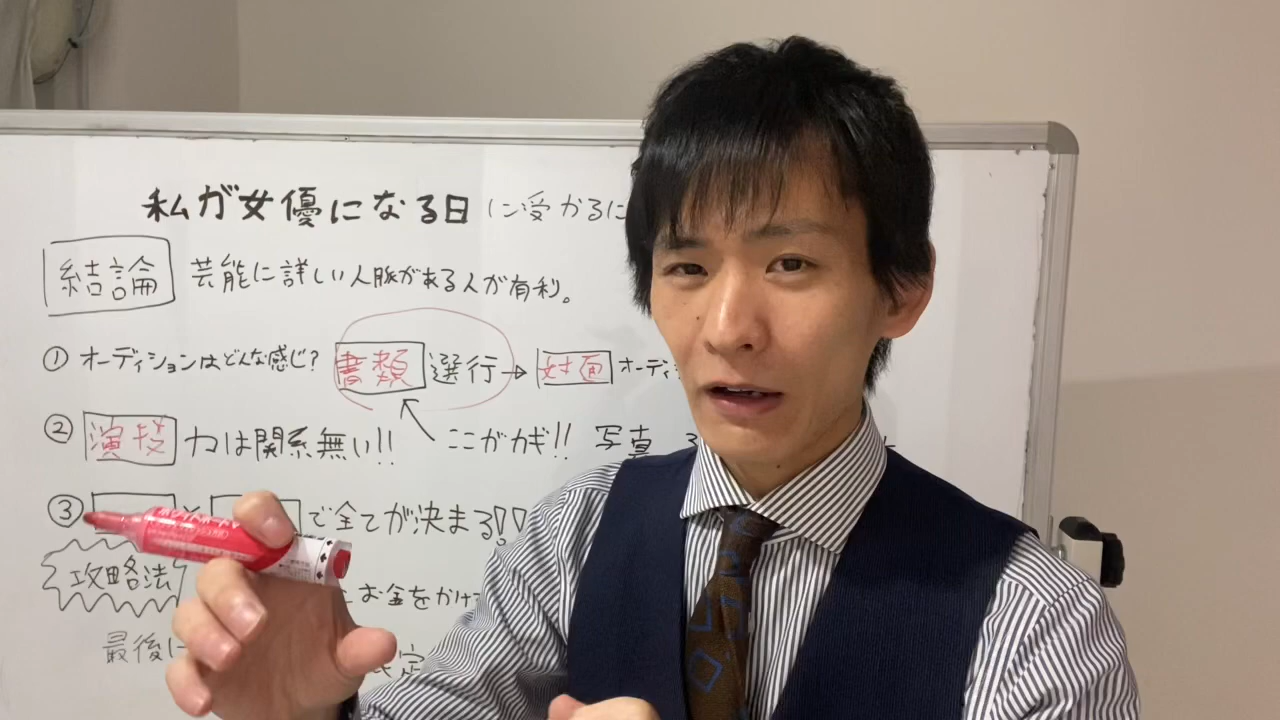 私が女優になる日に受かるに
結論 芸能に詳しい人脈がある人が有利。
① オーディションはどんな感じ? 書類選行→対面オーディ
② 演技力は関係無い!! ここがカギ!! 写真
③ で全てが決まる!!
攻略法 お金をかけ
最後に 定